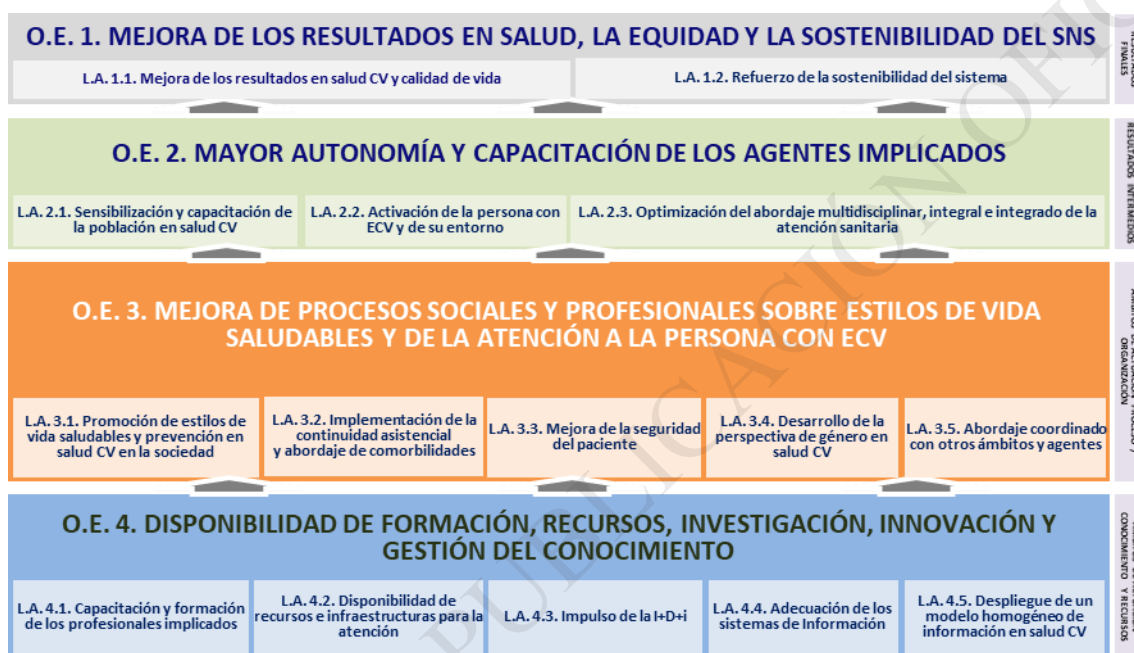 O.E. 1. MEJORA DE LOS RESULTADOS EN SALUD, LA EQUIDAD Y LA SOSTENIBILIDAD DEL SNS
L.A. 1.1. Mejora de los resultados en salud CV y calidad de vida
L.A. 1.2. Refuerzo de la sostenibilidad del sistema
FINALES
O.E. 2. MAYOR AUTONOMÍA Y CAPACITACIÓN DE LOS AGENTES IMPLICADOS
L.A. 2.1. Sensibilización y capacitación de
la población en salud CV
L.A. 2.2. Activación de la persona con
ECV y de su entorno
L.A. 2.3. Optimización del abordaje multidisciplinar, integral e integrado de la
atención sanitaria
RESULTADOS INTERMEDIOS
O.E. 3. MEJORA DE PROCESOS SOCIALES Y PROFESIONALES SOBRE ESTILOS DE VIDA
SALUDABLES Y DE LA ATENCIÓN A LA PERSONA CON ECV
L.A. 3.1. Promoción de estilos de
vida saludables y prevención en
salud CV en la sociedad
L.A. 3.2. Implementación de la
continuidad asistencial
y abordaje de comorbilidades
L.A. 3.3. Mejora de la seguridad
del paciente
L.A. 3.4. Desarrollo de la
perspectiva de género en
salud CV
L.A. 3.5. Abordaje coordinado
con otros ámbitos y agentes
ORGANIZACIÓN
O.E. 4. DISPONIBILIDAD DE FORMACIÓN, RECURSOS, INVESTIGACIÓN, INNOVACIÓN Y
GESTIÓN DEL CONOCIMIENTO
L.A. 4.1. Capacitación y formación
de los profesionales implicados
L.A. 4.2. Disponibilidad de
recursos e infraestructuras para la
atención
L.A. 4.3. Impulso de la I+D+i
L.A. 4.4. Adecuación de los
sistemas de Información
L.A. 4.5. Despliegue de un
modelo homogéneo de
información en salud CV
CONOCIMIENTO Y RECURSOS
PUBLICACIÓN